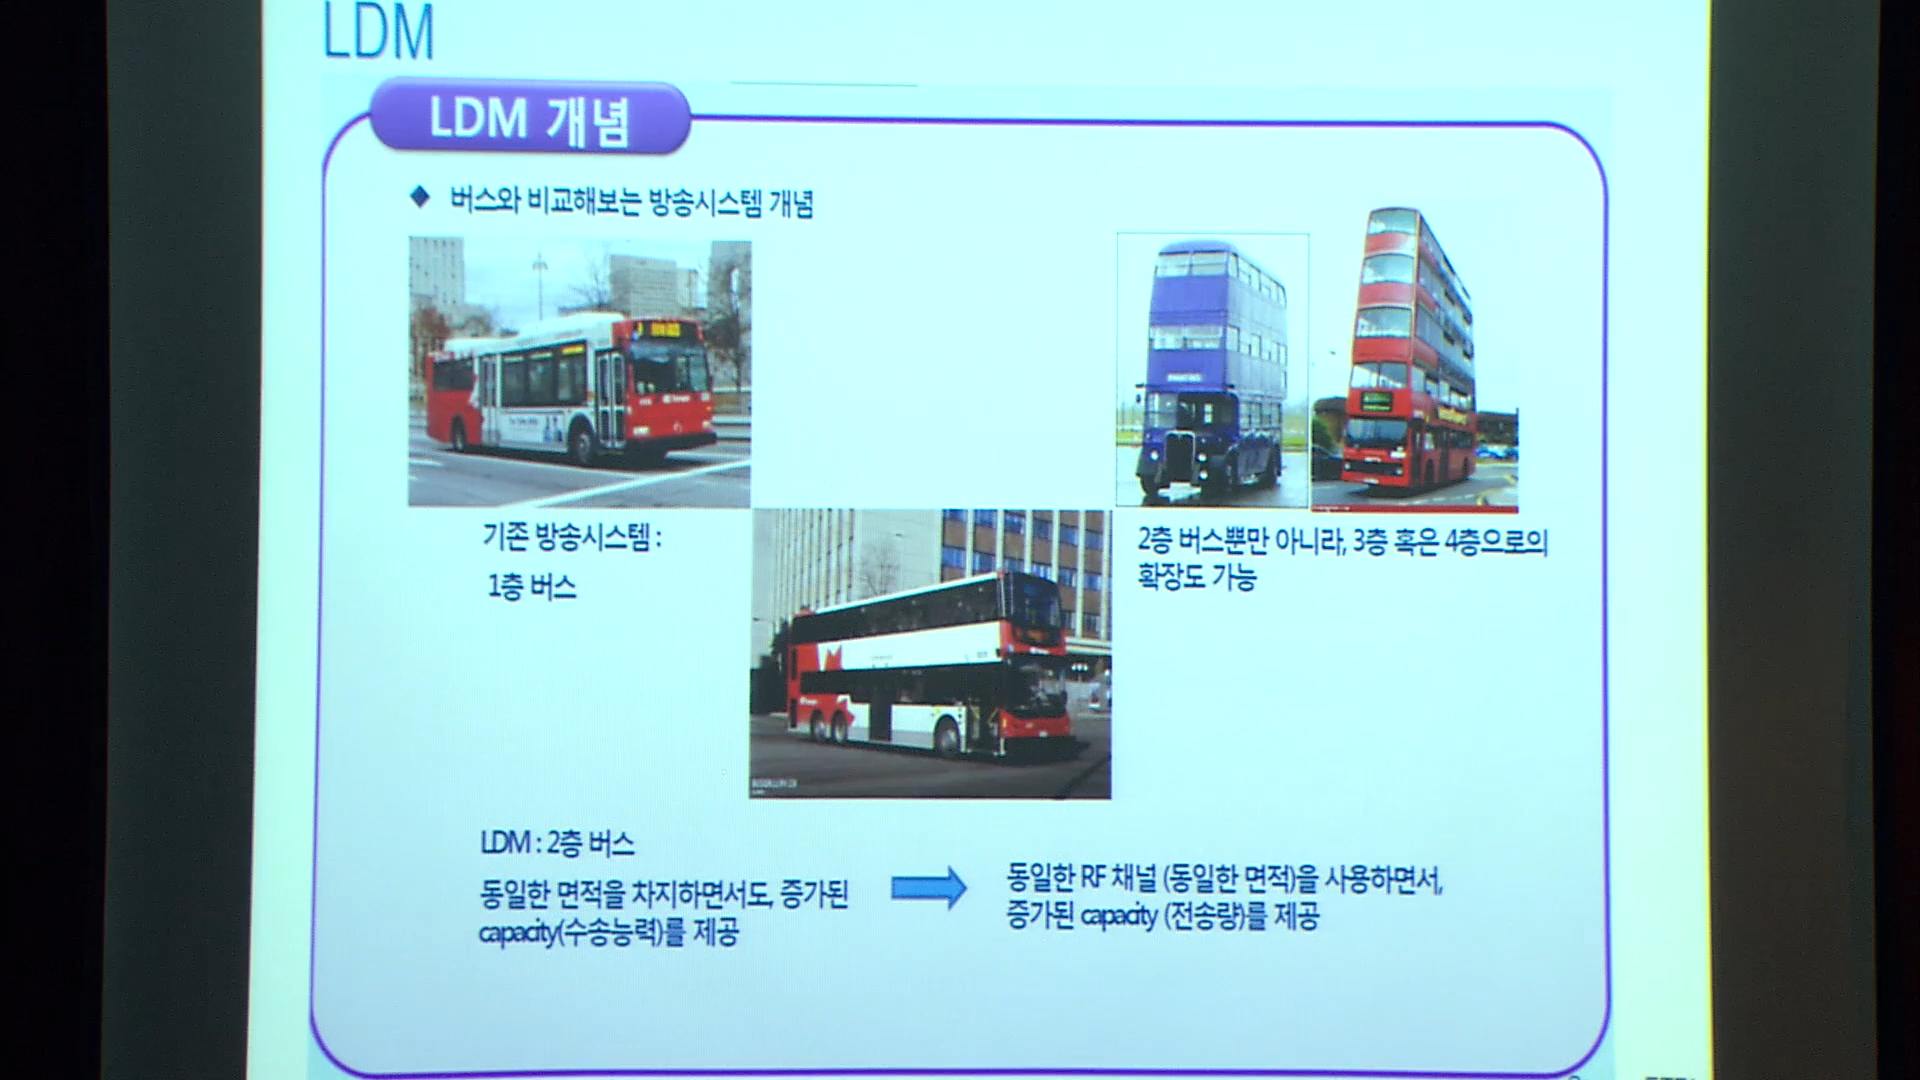 LDM
LDM 개념
◆ 버스와 비교해보는 방송시스템 개념
기존 방송시스템 :
1층 버스
2층 버스뿐만 아니라, 3층 혹은 4층으로의
확장도 가능
LDM : 2층 버스
동일한 면적을 차지하면서도, 증가된
capacity(수송능력)를 제공
동일한 RF 채널 (동일한 면적)을 사용하면서,
증가된 capacity (전송량)를 제공